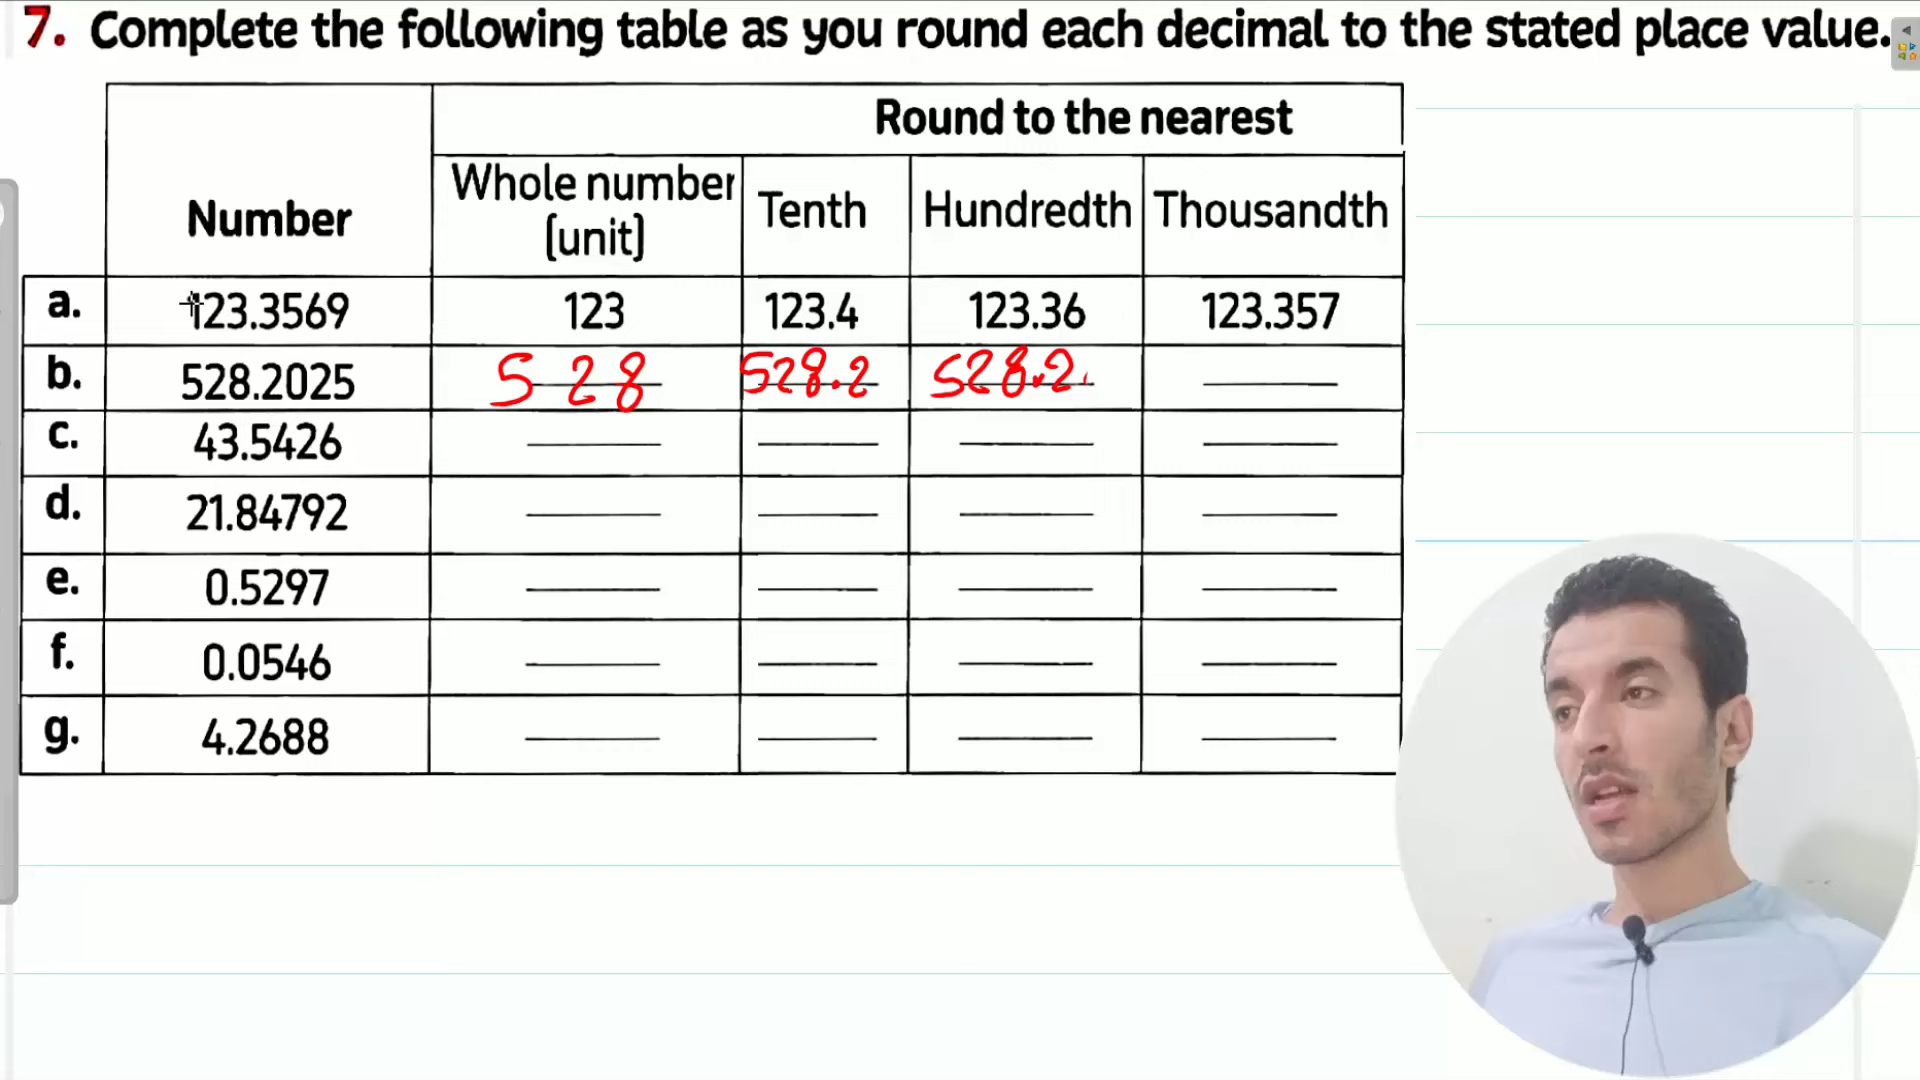 7. Complete the following table as you round each decimal to the stated place value.
Round to the nearest
Number Whole number (unit) Tenth Hundredth Thousandth
a. 123.3569 123 123.4 123.36 123.357
b. 528.2025 528 528.2 528.2
c. 43.5426
d. 21.84792
e. 0.5297
f. 0.0546
g. 4.2688